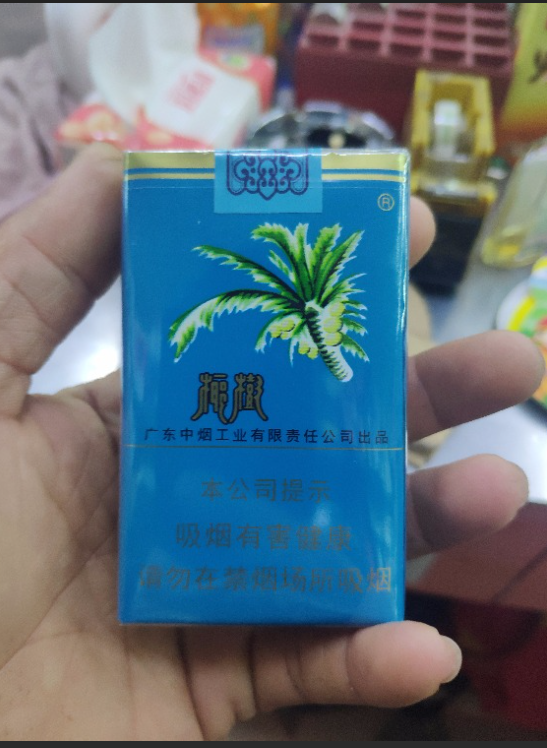 ®
椰樹
广东中烟工业有限责任公司出品
本公司提示
吸烟有害健康
请勿在禁烟场所吸烟